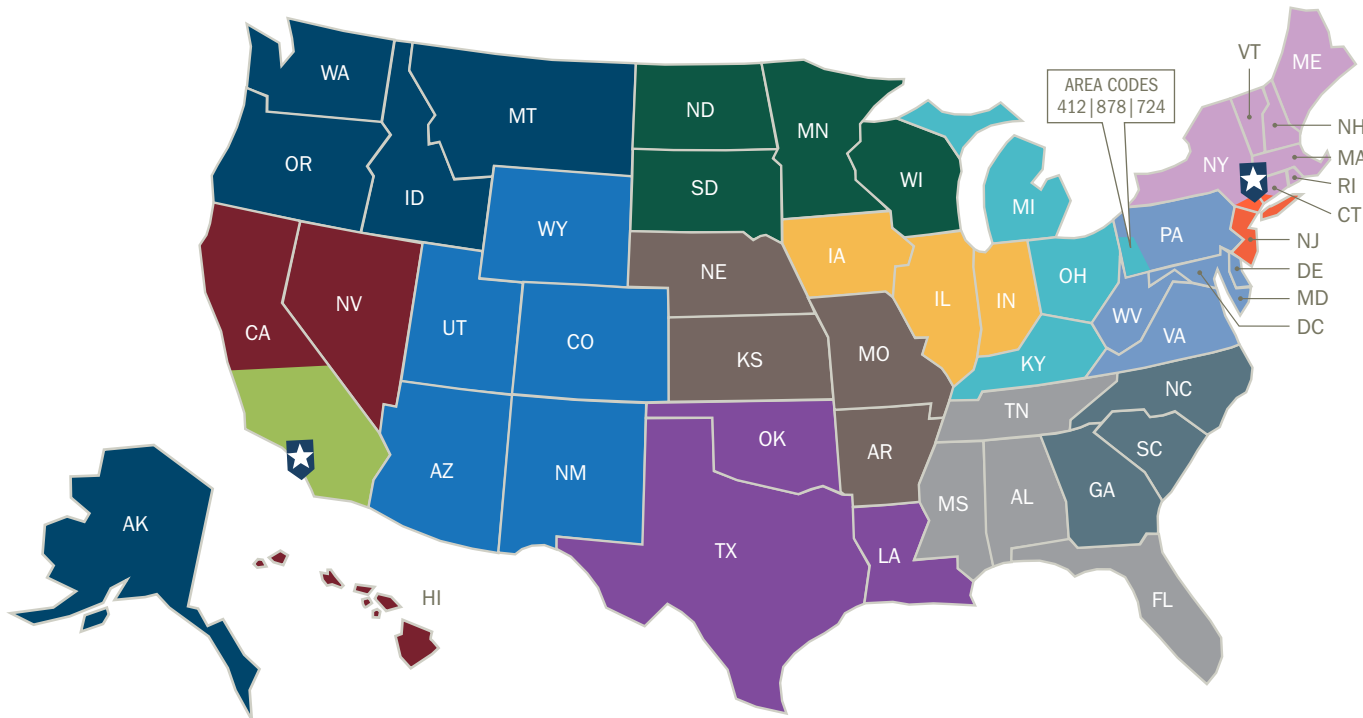 VT
ME
AREA CODES
412|878|724
WA
MT
ND
MN
NH
OR
ID
SD
WI
NY
MA
RI
MI
CT
WY
NE
IA
PA
NJ
OH
DE
CA
NV
UT
CO
KS
MO
IL
IN
WV
MD
DC
VA
KY
NC
TN
AZ
NM
OK
AR
SC
MS
AL
GA
AK
TX
LA
HI
FL